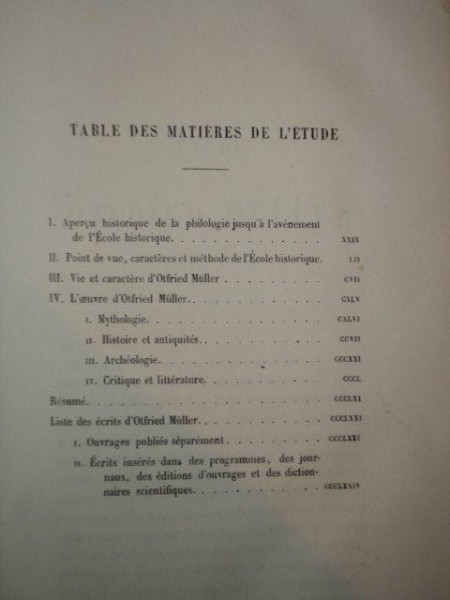 TABLE DES MATIÈRES DE L'ÉTUDE
I. Aperçu historique de la philologie jusqu'à l'avénement
de l'École historique. XXIX
II. Point de vue, caractères et méthode de l'École historique. LII
III. Vie et caractère d'Otfried Müller CVII
IV. L'œuvre d'Otfried Müller. CXLV
I. Mythologie. CXLVI
II. Histoire et antiquités. CCVII
III. Archéologie. CCCXXI
IV. Critique et littérature. CCCL
Résumé. CCCLXI
Liste des écrits d'Otfried Müller. CCCLXXI
I. Ouvrages publiés séparément CCCLXXI
II. Écrits insérés dans des programmes, des jour-
naux, des éditions d'ouvrages et des diction-
naires scientifiques. CCCLXXIV